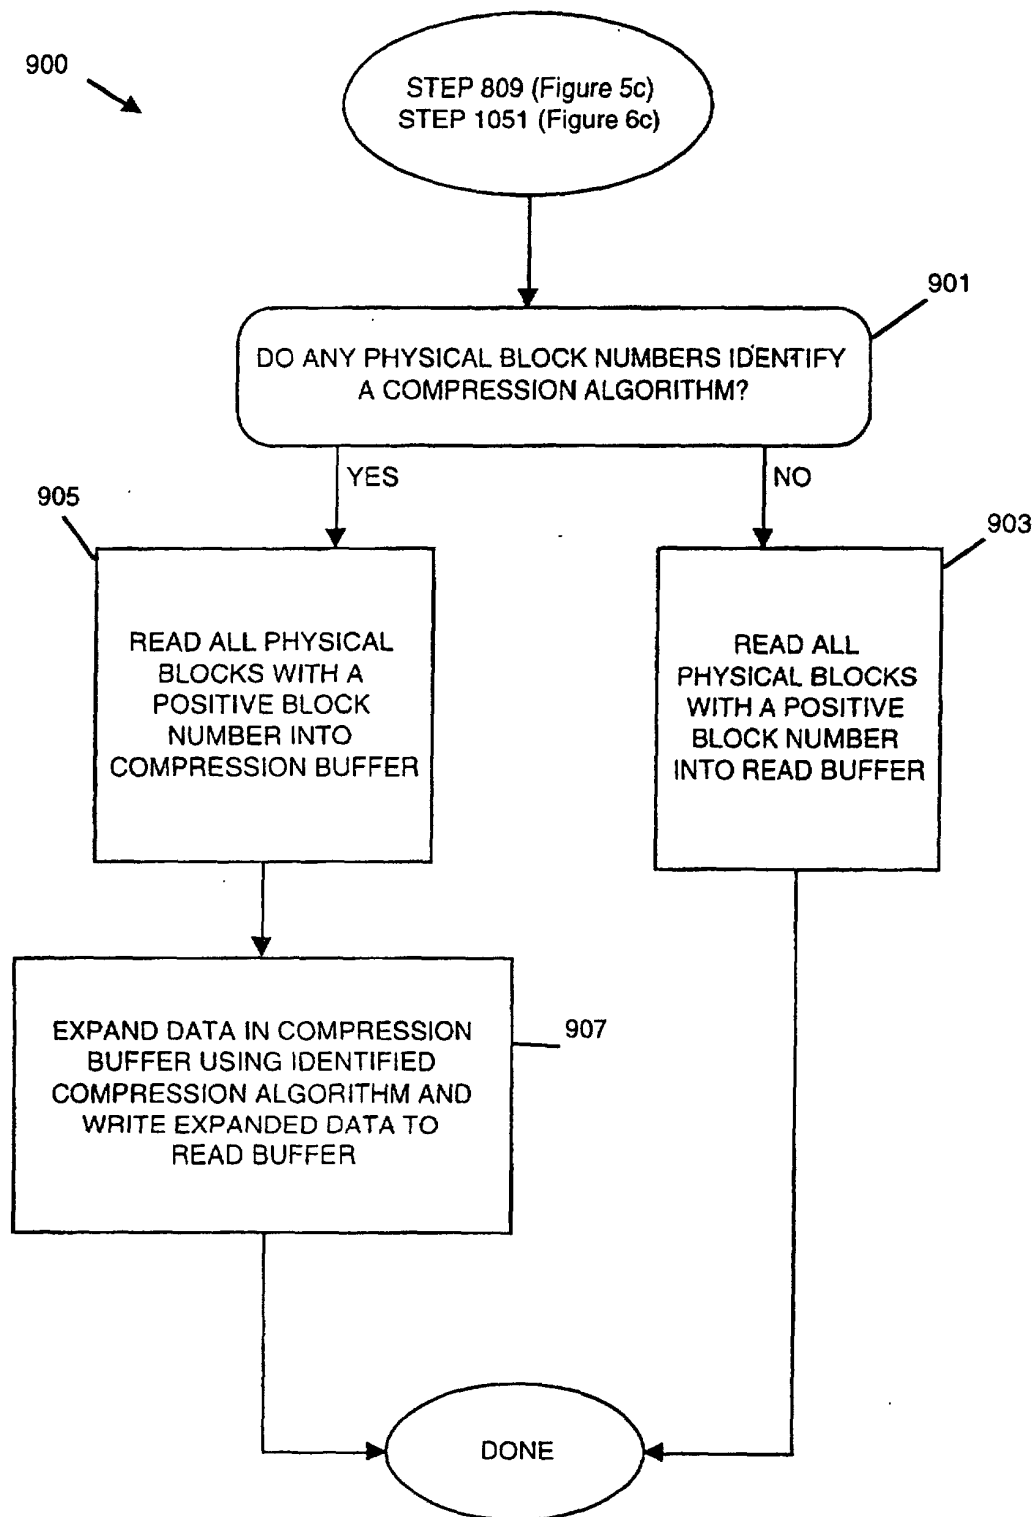 900
STEP 809 (Figure 5c)
STEP 1051 (Figure 6c)
901
DO ANY PHYSICAL BLOCK NUMBERS IDENTIFY
A COMPRESSION ALGORITHM?
YES
NO
905
903
READ ALL PHYSICAL
BLOCKS WITH A
POSITIVE BLOCK
NUMBER INTO
COMPRESSION BUFFER
READ ALL
PHYSICAL BLOCKS
WITH A POSITIVE
BLOCK NUMBER
INTO READ BUFFER
EXPAND DATA IN COMPRESSION
BUFFER USING IDENTIFIED
COMPRESSION ALGORITHM AND
WRITE EXPANDED DATA TO
READ BUFFER
907
DONE